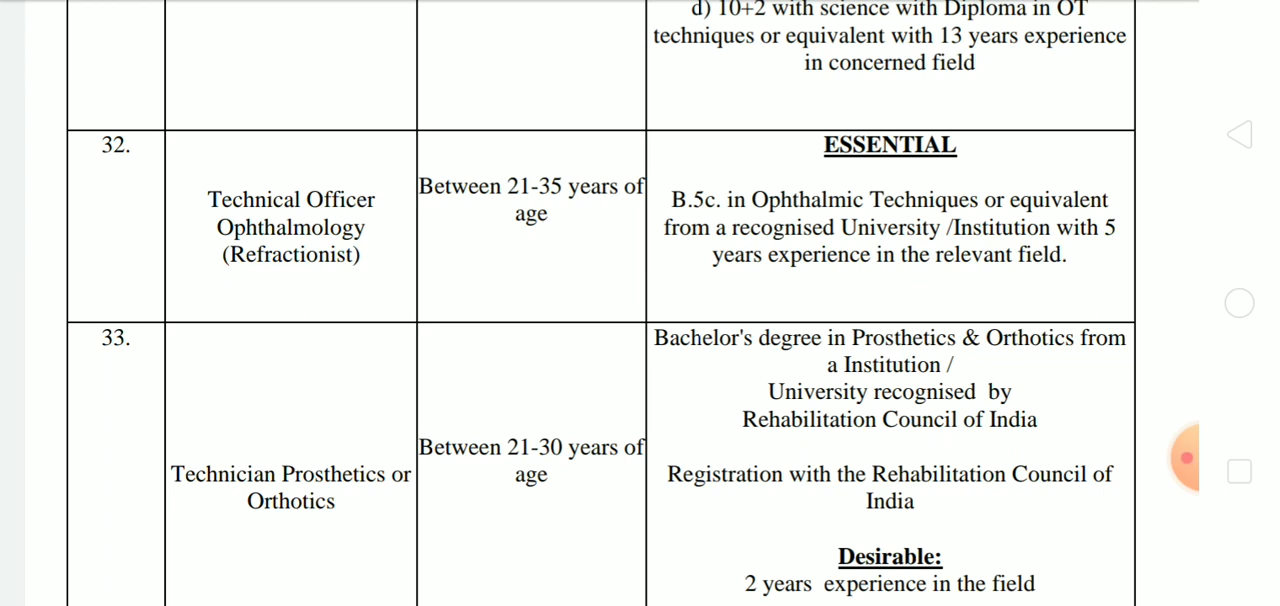 d) 10+2 with science with Diploma in OT
techniques or equivalent with 13 years experience
in concerned field
32.
Technical Officer
Ophthalmology
(Refractionist)
Between 21-35 years of
age
ESSENTIAL
B.5c. in Ophthalmic Techniques or equivalent
from a recognised University /Institution with 5
years experience in the relevant field.
33.
Technician Prosthetics or
Orthotics
Between 21-30 years of
age
Bachelor's degree in Prosthetics & Orthotics from
a Institution /
University recognised  by
Rehabilitation Council of India
Registration with the Rehabilitation Council of
India
Desirable:
2 years  experience in the field